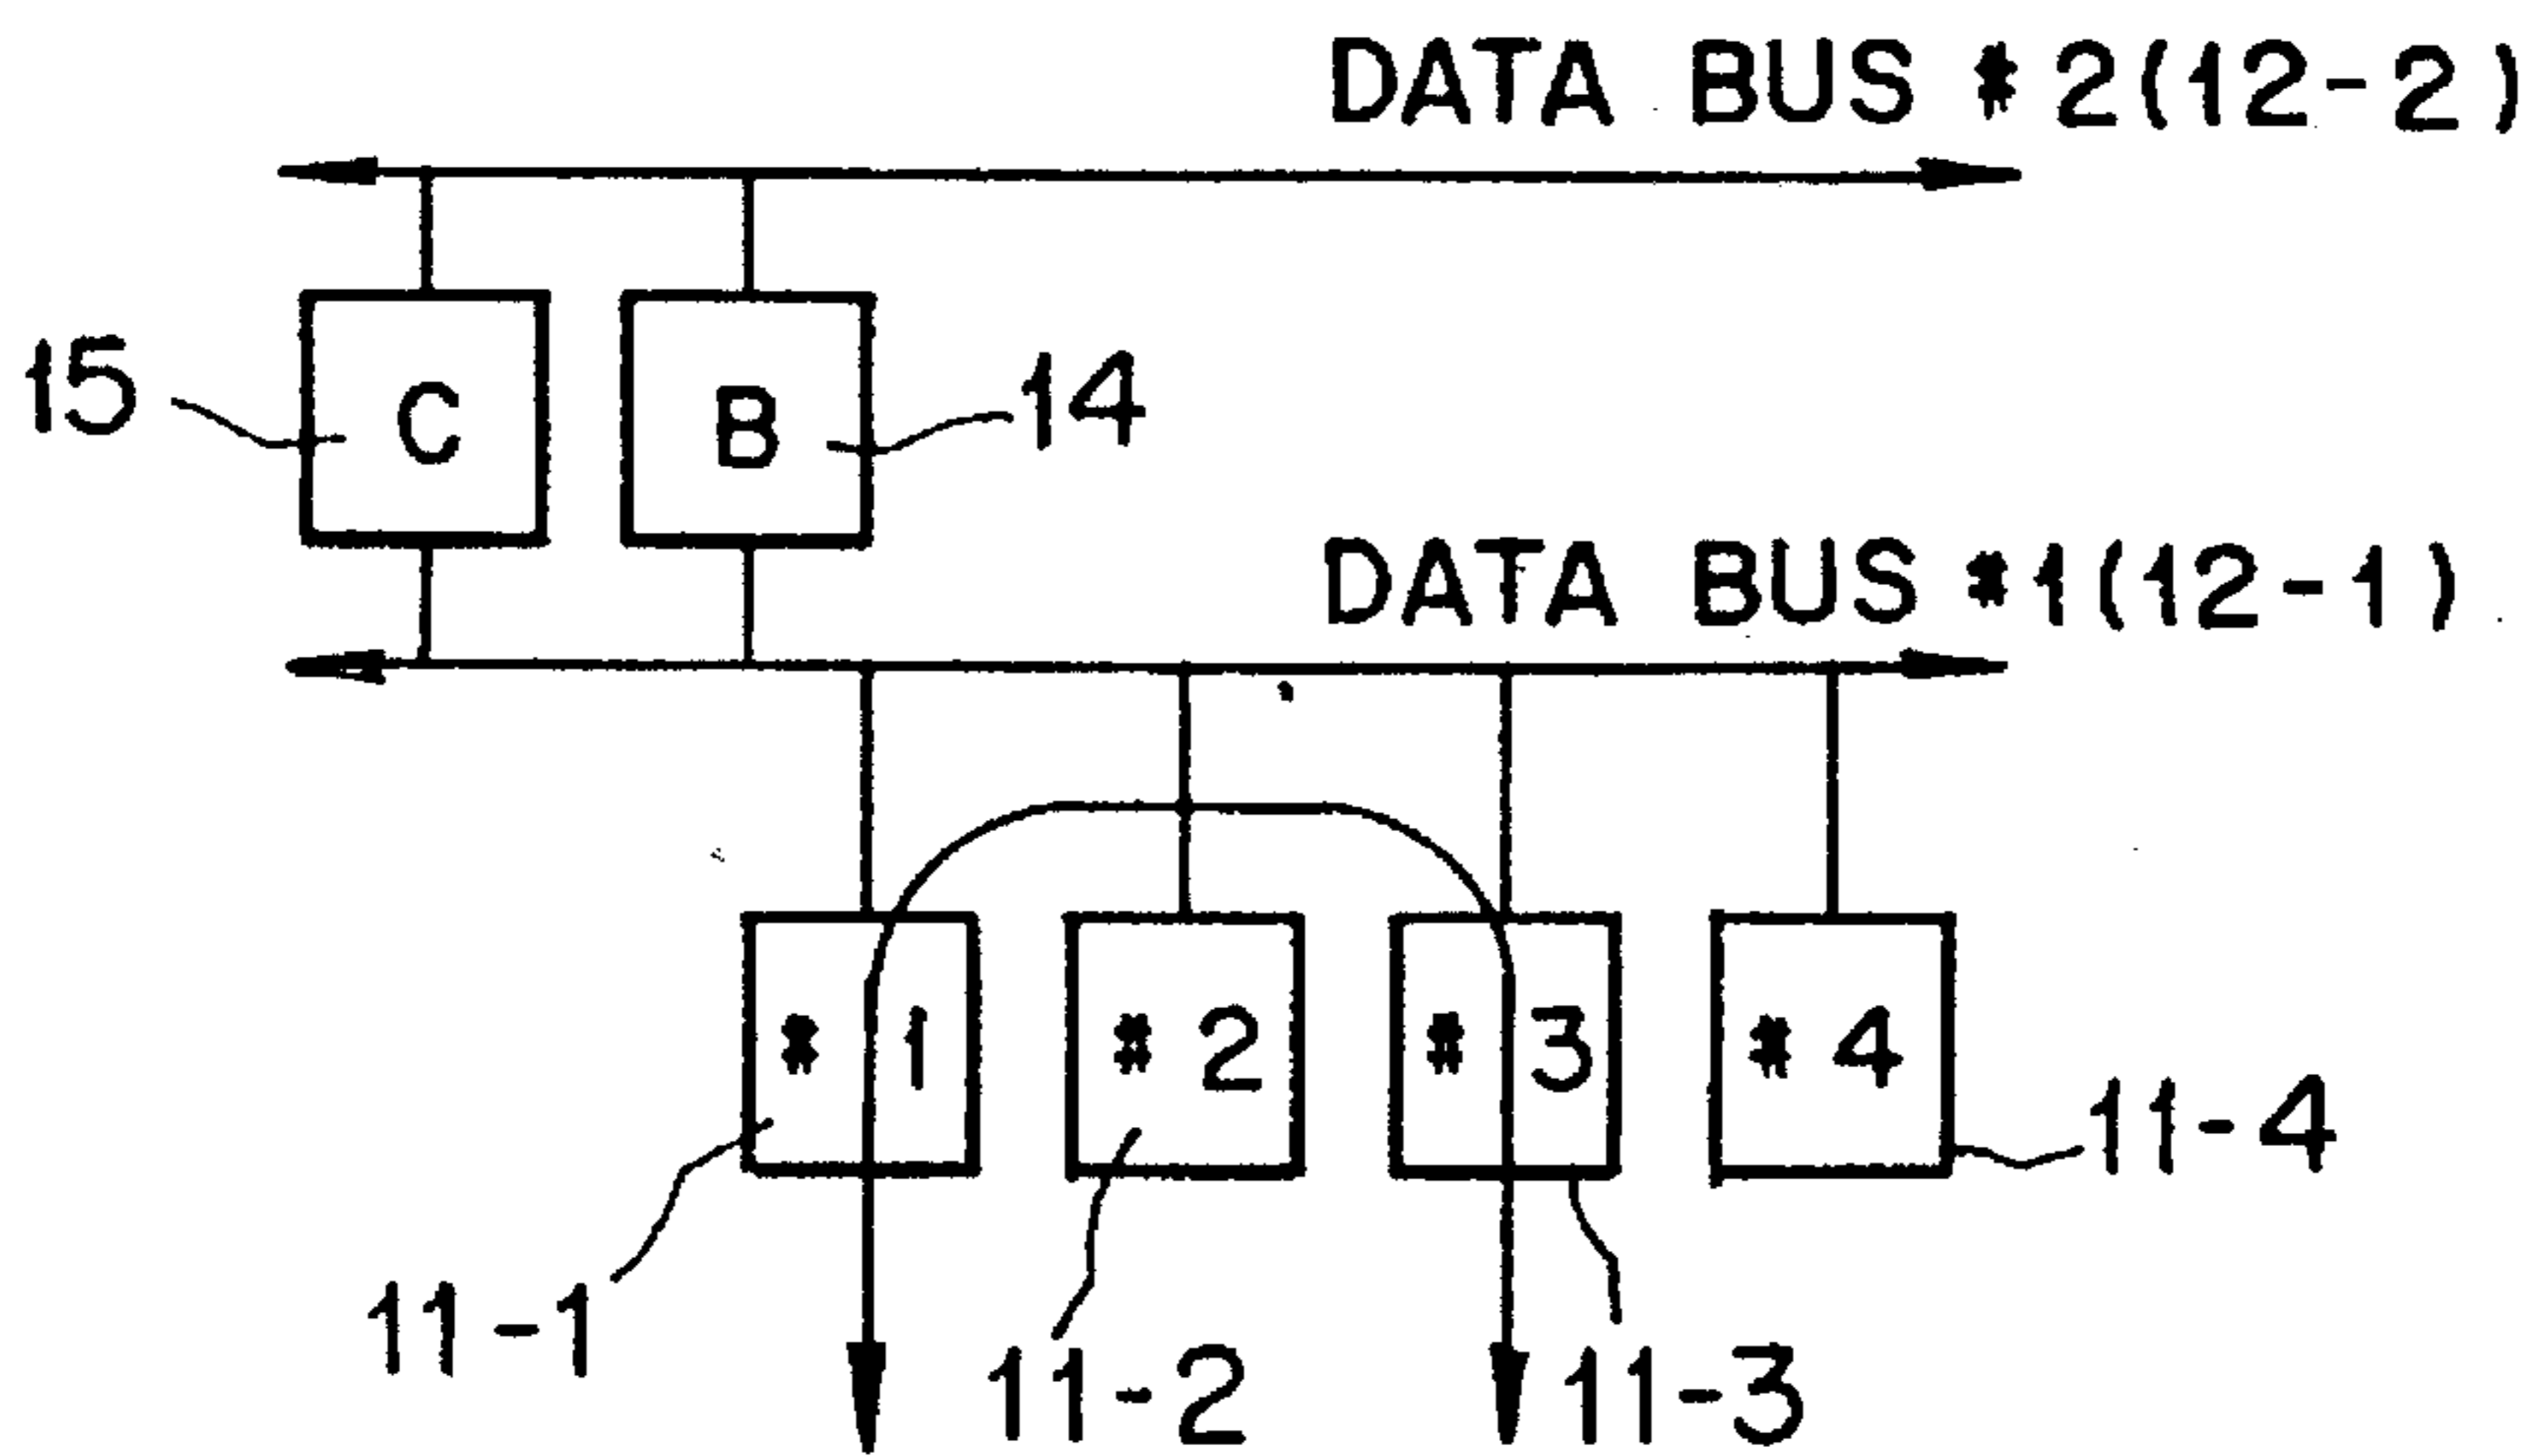 DATA BUS #2(12-2)
15
C
B
14
DATA BUS #1(12-1)
# 1
# 2
# 3
# 4
11-4
11-1
11-2
11-3